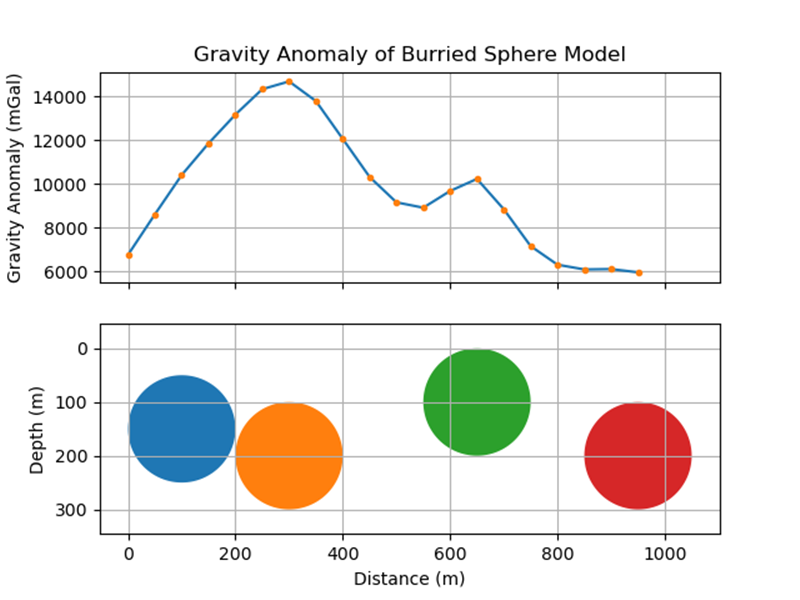 Gravity Anomaly of Burried Sphere Model
Gravity Anomaly (mGal)
14000
12000
10000
8000
6000
Depth (m)
0
100
200
300
0 200 400 600 800 1000
Distance (m)